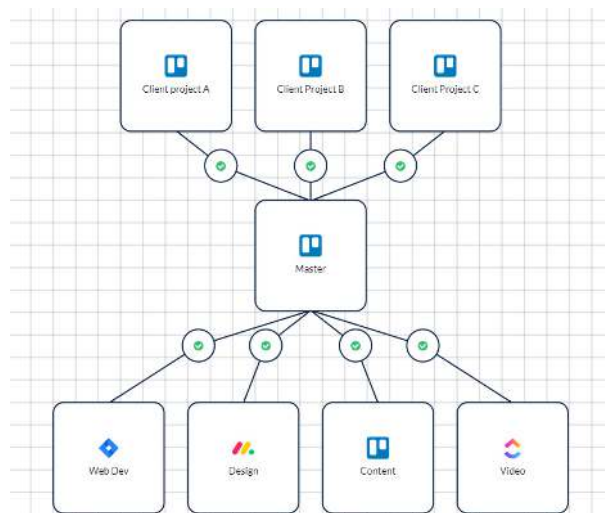 Client project A
Client Project B
Client Project C
Master
Web Dev
Design
Content
Video